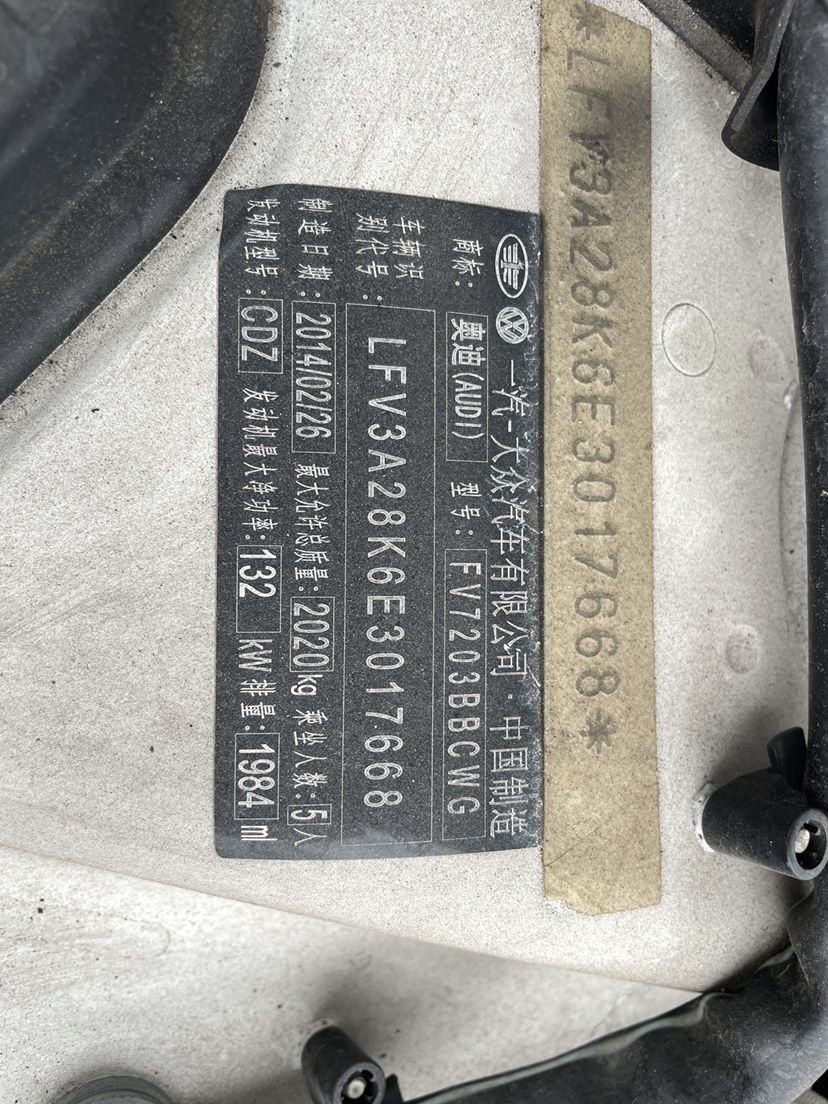 *LFV3A28K6E3017668*
一汽-大众汽车有限公司·中国制造
商标: 奥迪(AUDI) 型号: FV7203BBCWG
车辆识别代号: LFV3A28K6E3017668
制造日期: 2014/02/26 最大允许总质量: 2020 kg 乘坐人数: 5 人
发动机型号: CDZ 发动机最大净功率: 132 kW 排量: 1984 ml